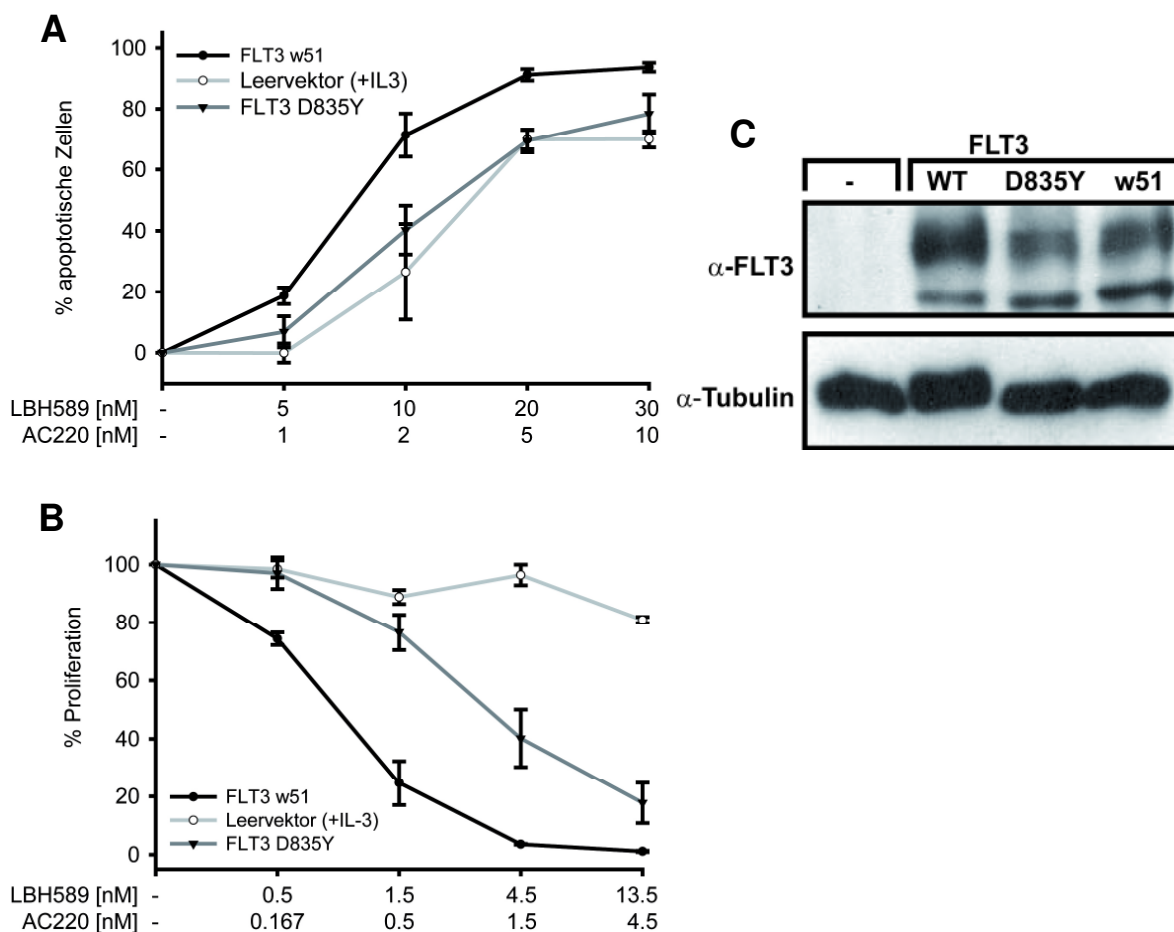 A
% apoptotische Zellen
100
80
60
40
20
0
FLT3 w51
Leervektor (+IL3)
FLT3 D835Y
LBH589 [nM] - 5 10 20 30
AC220 [nM] - 1 2 5 10
C
FLT3
- WT D835Y w51
α-FLT3
α-Tubulin
B
% Proliferation
100
80
60
40
20
0
FLT3 w51
Leervektor (+IL-3)
FLT3 D835Y
LBH589 [nM] - 0.5 1.5 4.5 13.5
AC220 [nM] - 0.167 0.5 1.5 4.5